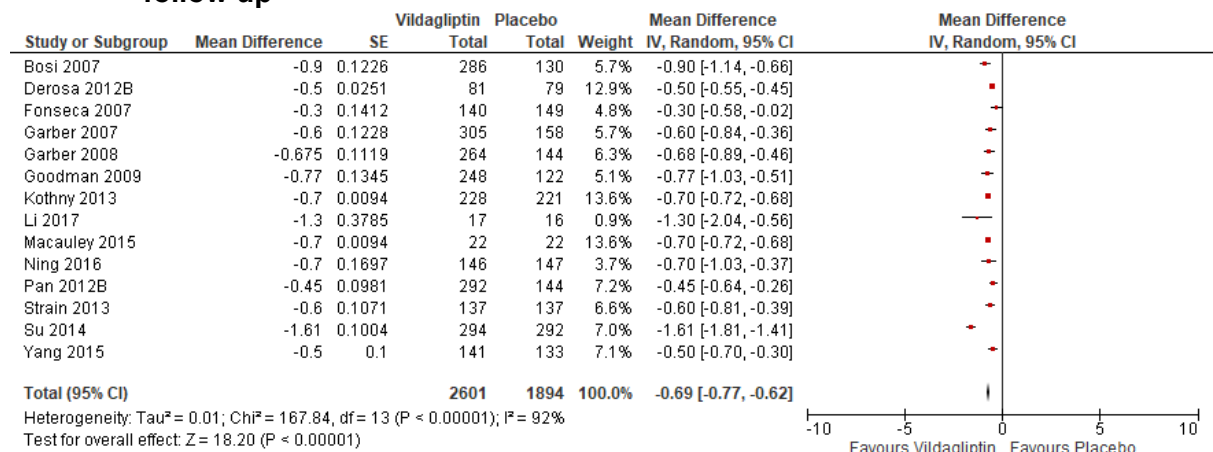 follow up
Vildagliptin Placebo Mean Difference Mean Difference
Study or Subgroup Mean Difference SE Total Total Weight IV, Random, 95% CI IV, Random, 95% CI
Bosi 2007 -0.9 0.1226 286 130 5.7% -0.90 [-1.14, -0.66]
Derosa 2012B -0.5 0.0251 81 79 12.9% -0.50 [-0.55, -0.45]
Fonseca 2007 -0.3 0.1412 140 149 4.8% -0.30 [-0.58, -0.02]
Garber 2007 -0.6 0.1228 305 158 5.7% -0.60 [-0.84, -0.36]
Garber 2008 -0.675 0.1119 264 144 6.3% -0.68 [-0.89, -0.46]
Goodman 2009 -0.77 0.1345 248 122 5.1% -0.77 [-1.03, -0.51]
Kothny 2013 -0.7 0.0094 228 221 13.6% -0.70 [-0.72, -0.68]
Li 2017 -1.3 0.3785 17 16 0.9% -1.30 [-2.04, -0.56]
Macauley 2015 -0.7 0.0094 22 22 13.6% -0.70 [-0.72, -0.68]
Ning 2016 -0.7 0.1697 146 147 3.7% -0.70 [-1.03, -0.37]
Pan 2012B -0.45 0.0981 292 144 7.2% -0.45 [-0.64, -0.26]
Strain 2013 -0.6 0.1071 137 137 6.6% -0.60 [-0.81, -0.39]
Su 2014 -1.61 0.1004 294 292 7.0% -1.61 [-1.81, -1.41]
Yang 2015 -0.5 0.1 141 133 7.1% -0.50 [-0.70, -0.30]
Total (95% CI) 2601 1894 100.0% -0.69 [-0.77, -0.62]
Heterogeneity: Tau² = 0.01; Chi² = 167.84, df = 13 (P < 0.00001); I² = 92%
Test for overall effect: Z = 18.20 (P < 0.00001)
-10 -5 0 5 10
Favours Vildagliptin Favours Placebo